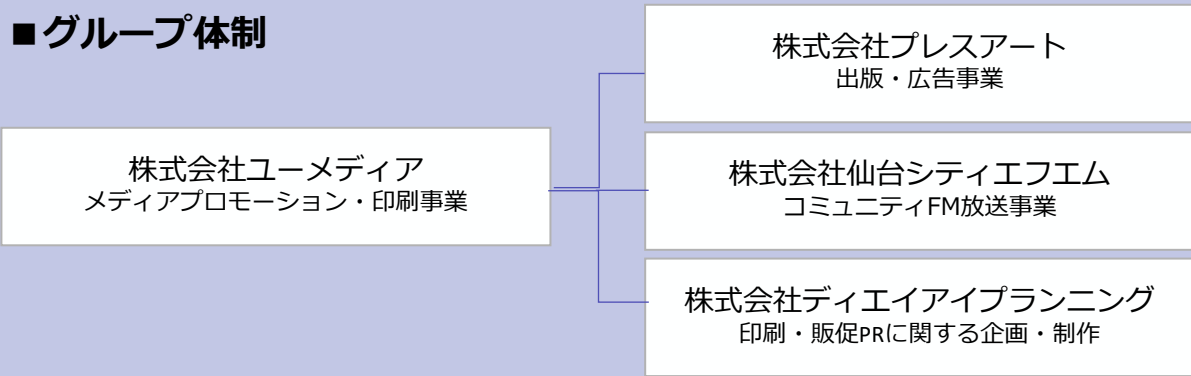 ■グループ体制
株式会社プレスアート
出版・広告事業
株式会社ユーメディア
メディアプロモーション・印刷事業
株式会社仙台シティエフエム
コミュニティFM放送事業
株式会社ディエイアイプランニング
印刷・販促PRに関する企画・制作